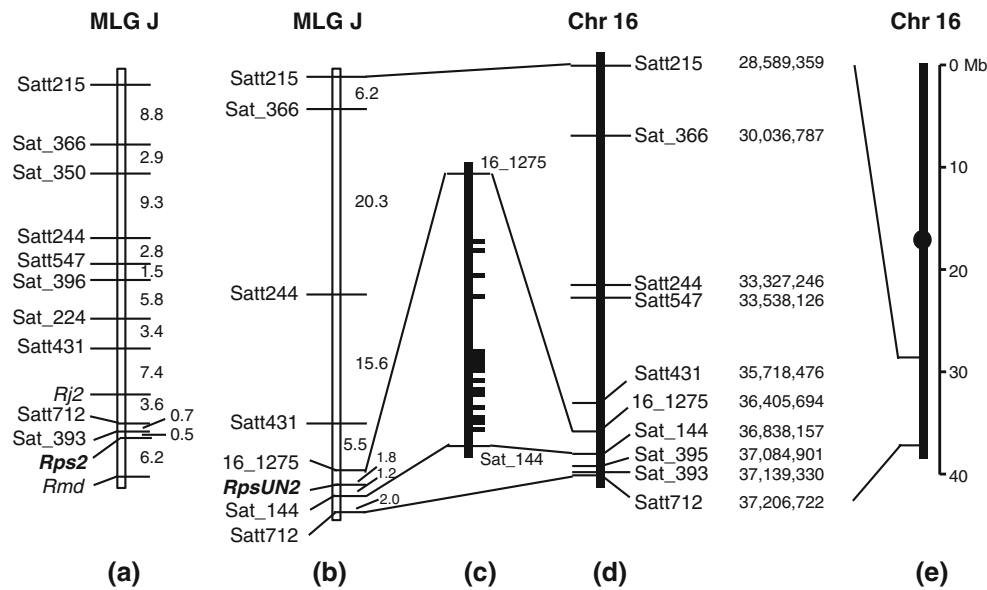 MLG J
MLG J
Chr 16
Chr 16
Satt215
8.8
Sat_366
2.9
Sat_350
9.3
Satt244
2.8
Satt547
1.5
Sat_396
5.8
Sat_224
3.4
Satt431
7.4
Rj2
3.6
Satt712
0.7
Sat_393
0.5
Rps2
6.2
Rmd
Satt215
6.2
Sat_366
20.3
Satt244
15.6
Satt431
5.5
16_1275
1.8
RpsUN2
1.2
Sat_144
2.0
Satt712
16_1275
Sat_144
Satt215 28,589,359
Sat_366 30,036,787
Satt244 33,327,246
Satt547 33,538,126
Satt431 35,718,476
16_1275 36,405,694
Sat_144 36,838,157
Sat_395 37,084,901
Sat_393 37,139,330
Satt712 37,206,722
0 Mb
10
20
30
40
(a)
(b)
(c)
(d)
(e)